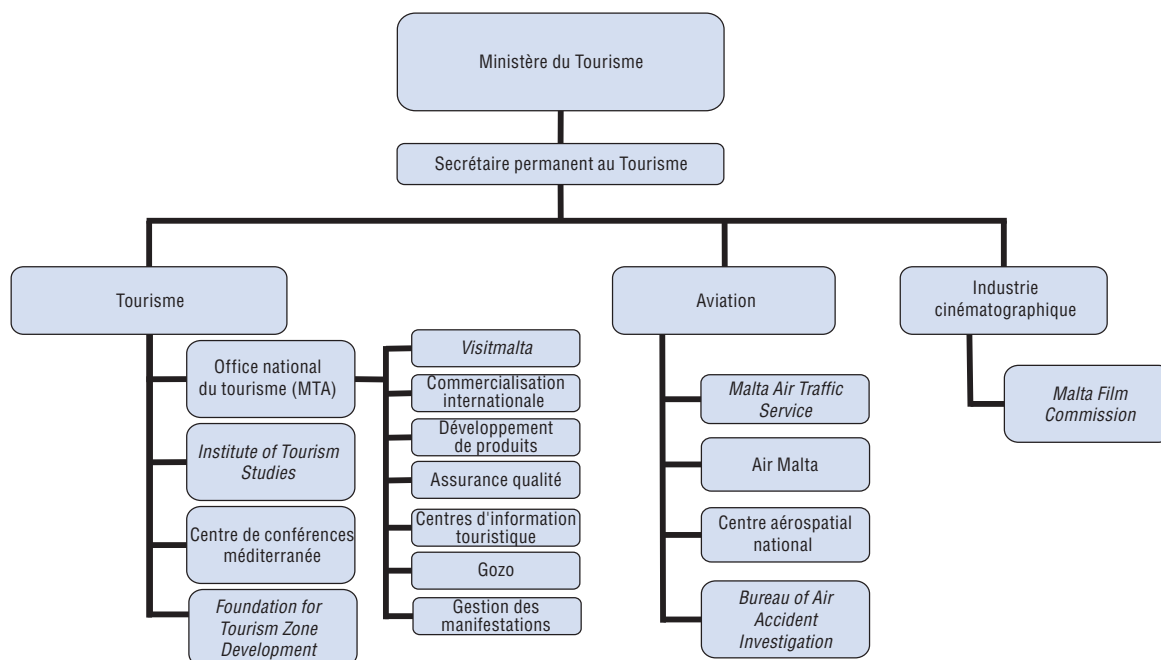 Ministère du Tourisme
Secrétaire permanent au Tourisme
Tourisme
Office national
du tourisme (MTA)
Visitmalta
Commercialisation
internationale
Développement
de produits
Assurance qualité
Centres d'information
touristique
Gozo
Gestion des
manifestations
Institute of Tourism
Studies
Centre de conférences
méditerranée
Foundation for
Tourism Zone
Development
Aviation
Malta Air Traffic
Service
Air Malta
Centre aérospatial
national
Bureau of Air
Accident
Investigation
Industrie
cinématographique
Malta Film
Commission